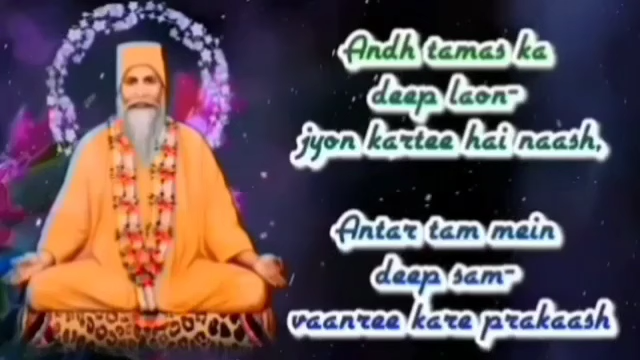 Andh tamas ka
deep laon-
jyon kartee hai naash,
Antar tam mein
deep sam-
vaanree kare prakaash